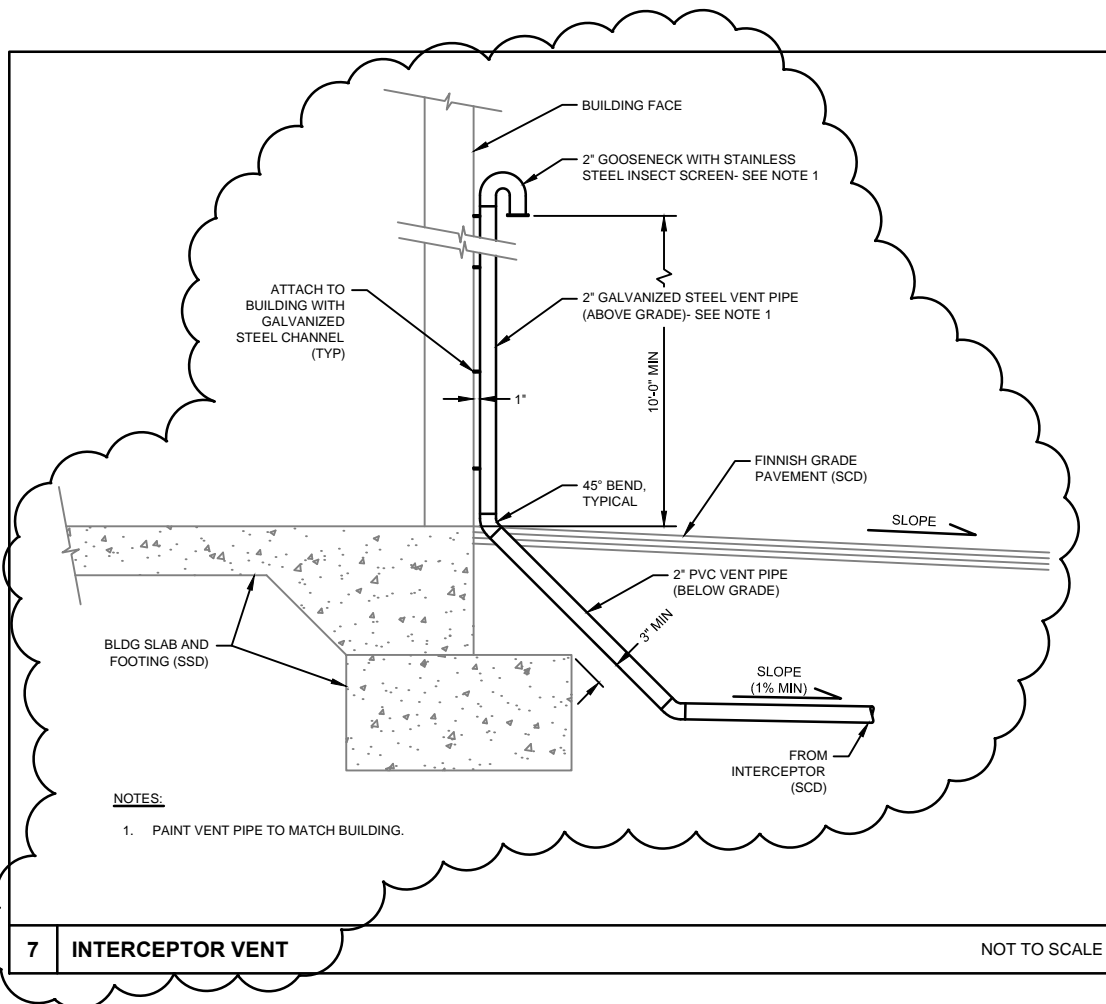 BUILDING FACE
2" GOOSENECK WITH STAINLESS
STEEL INSECT SCREEN- SEE NOTE 1
ATTACH TO
BUILDING WITH
GALVANIZED
STEEL CHANNEL
(TYP)
2" GALVANIZED STEEL VENT PIPE
(ABOVE GRADE)- SEE NOTE 1
10'-0" MIN
1"
FINNISH GRADE
PAVEMENT (SCD)
45° BEND,
TYPICAL
SLOPE
2" PVC VENT PIPE
(BELOW GRADE)
3" MIN
BLDG SLAB AND
FOOTING (SSD)
SLOPE
(1% MIN)
FROM
INTERCEPTOR
(SCD)
NOTES:
1. PAINT VENT PIPE TO MATCH BUILDING.
7 INTERCEPTOR VENT
NOT TO SCALE